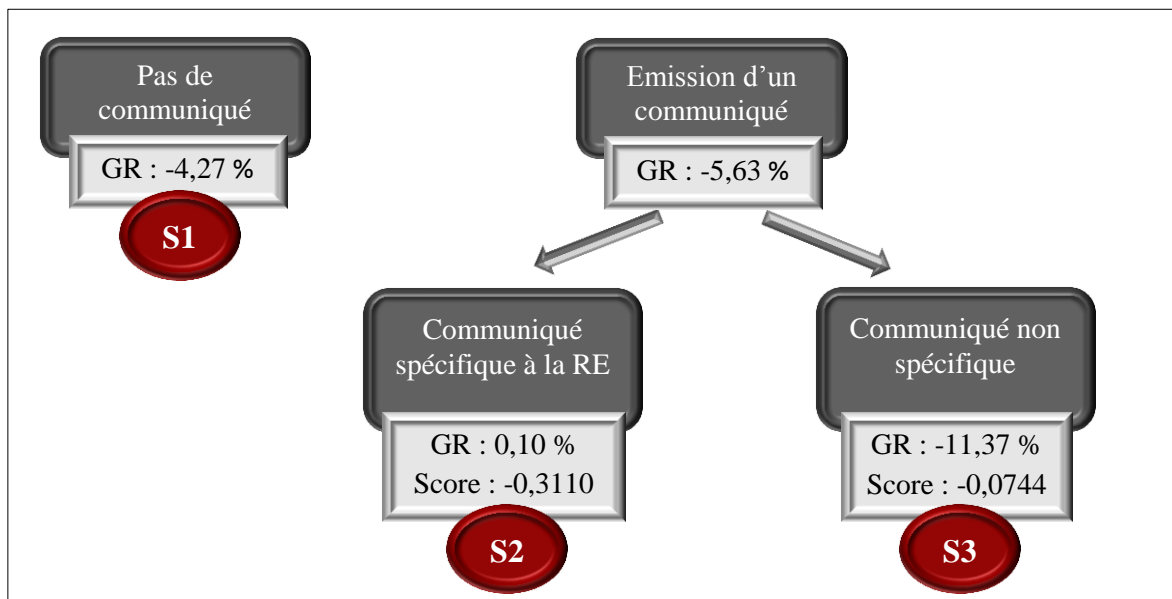 Pas de
communiqué
GR : -4,27 %
S1
Emission d’un
communiqué
GR : -5,63 %
Communiqué
spécifique à la RE
GR : 0,10 %
Score : -0,3110
S2
Communiqué non
spécifique
GR : -11,37 %
Score : -0,0744
S3